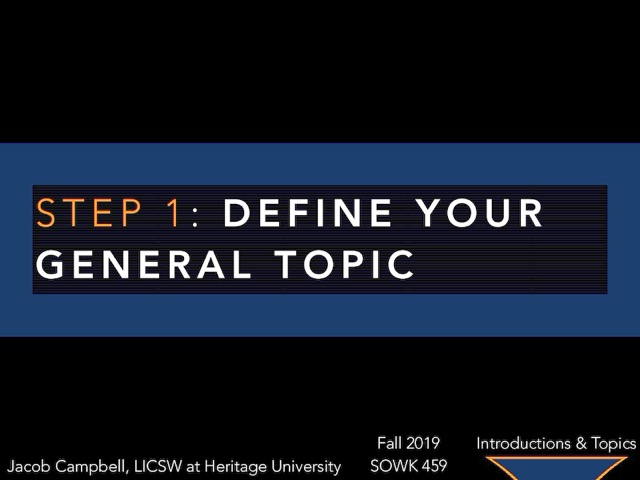 STEP 1: DEFINE YOUR
GENERAL TOPIC
Fall 2019
Introductions & Topics
Jacob Campbell, LICSW at Heritage University
SOWK 459